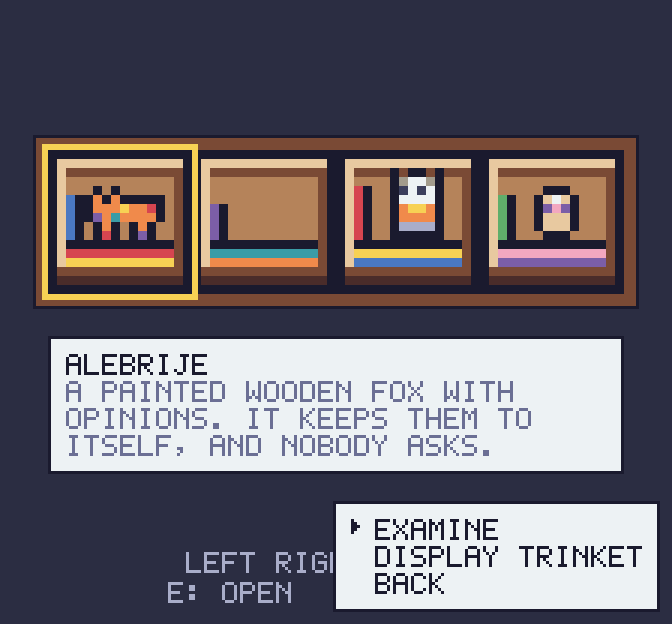 ALEBRIJE
A PAINTED WOODEN FOX WITH
OPINIONS. IT KEEPS THEM TO
ITSELF, AND NOBODY ASKS.
EXAMINE
DISPLAY TRINKET
BACK
LEFT
E: OPEN